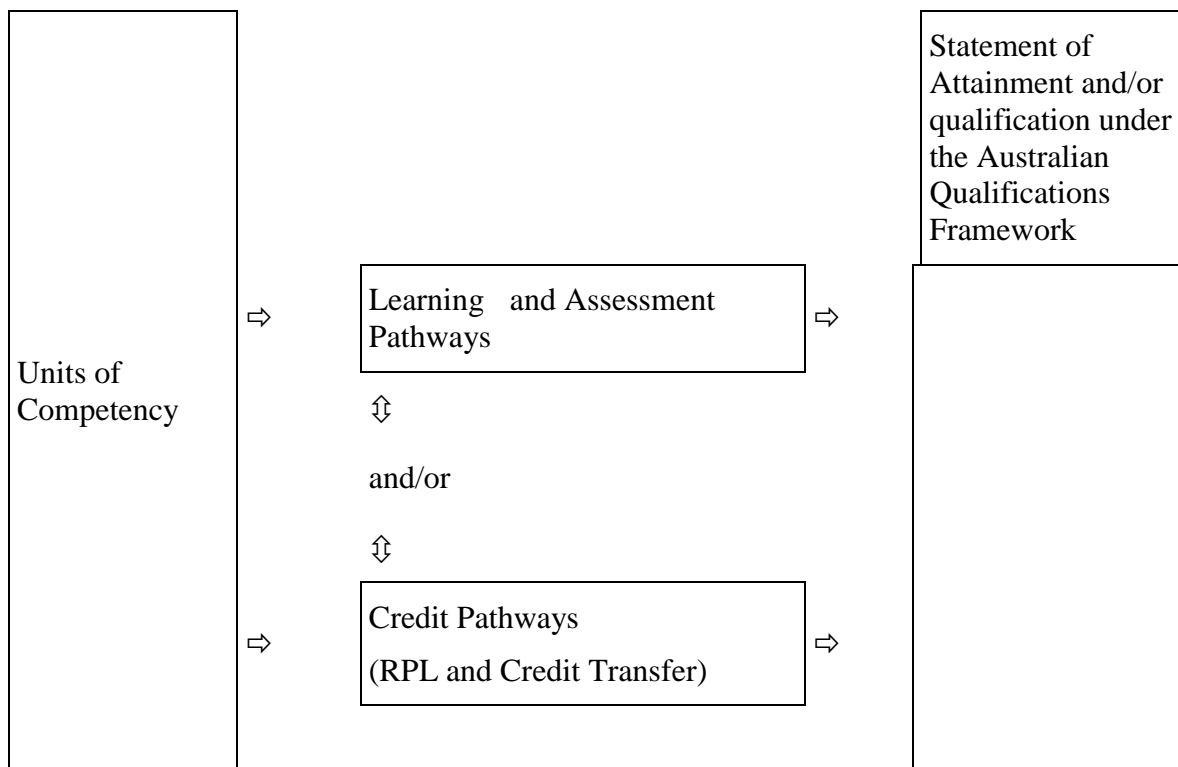 Statement of
Attainment and/or
qualification under
the Australian
Qualifications
Framework
Units of
Competency
⇨
Learning and Assessment
Pathways
⇨
⇕
and/or
⇕
⇨
Credit Pathways
(RPL and Credit Transfer)
⇨